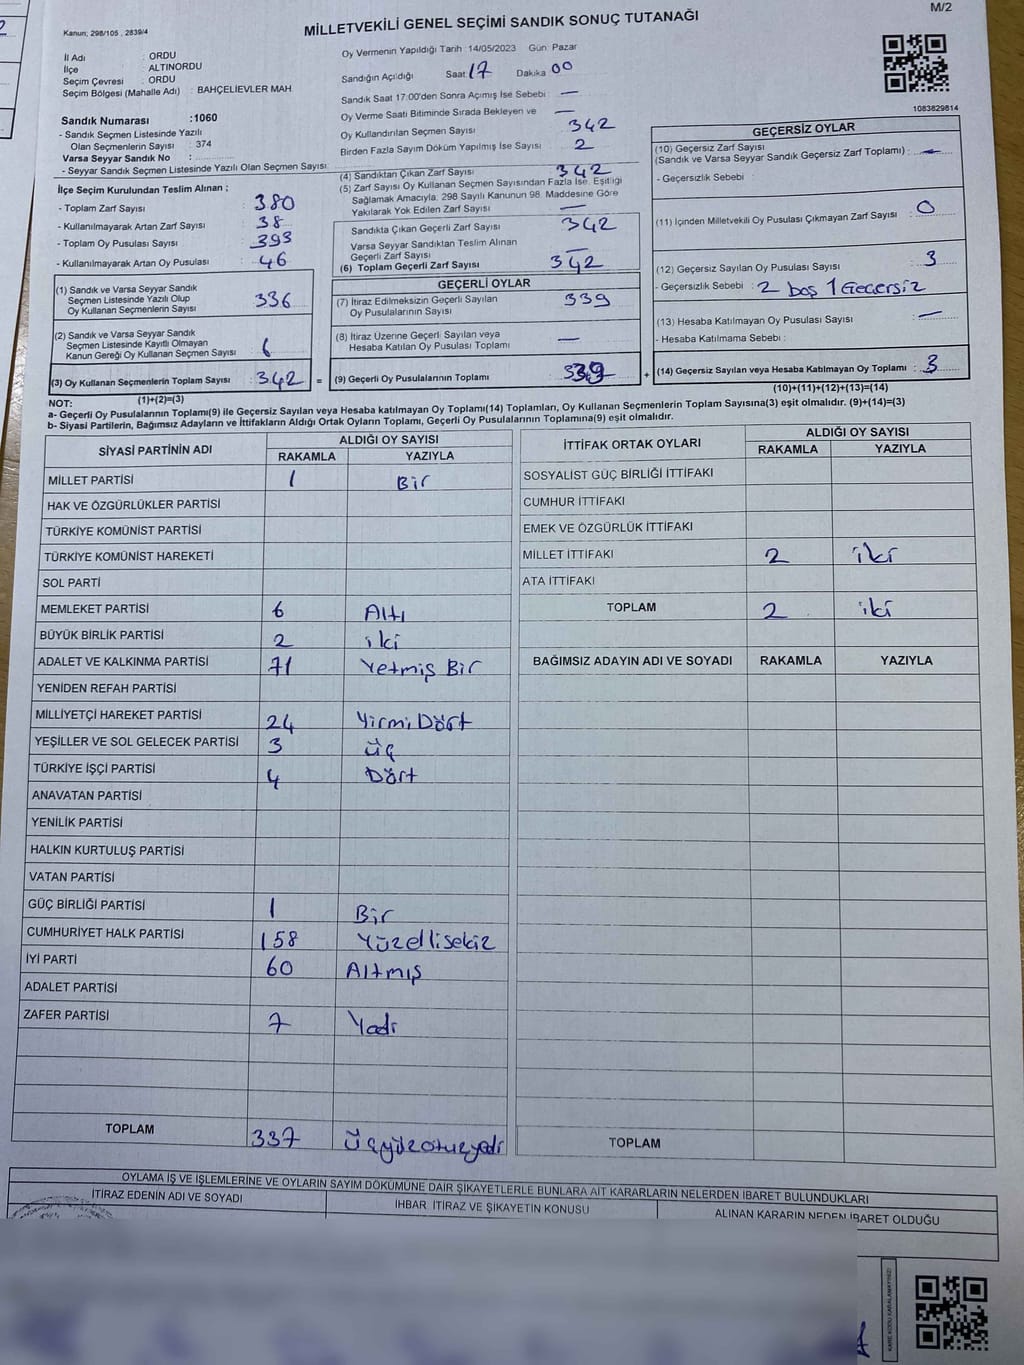 M/2
Kanun; 298/105 , 2839/4
MİLLETVEKİLİ GENEL SEÇİMİ SANDIK SONUÇ TUTANAĞI
İl Adı : ORDU
İlçe : ALTINORDU
Seçim Çevresi : ORDU
Seçim Bölgesi (Mahalle Adı) : BAHÇELİEVLER MAH
Sandık Numarası :1060
- Sandık Seçmen Listesinde Yazılı
Olan Seçmenlerin Sayısı : 374
Varsa Seyyar Sandık No :
- Seyyar Sandık Seçmen Listesinde Yazılı Olan Seçmen Sayısı:
Oy Vermenin Yapıldığı Tarih :14/05/2023 Gün: Pazar
Sandığın Açıldığı Saat 17 Dakika 00
Sandık Saat 17:00'den Sonra Açımış İse Sebebi : —
Oy Verme Saati Bitiminde Sırada Bekleyen ve —
Oy Kullandırılan Seçmen Sayısı : 342
Birden Fazla Sayım Döküm Yapılmış İse Sayısı : 2
1083829814
İlçe Seçim Kurulundan Teslim Alınan ;
- Toplam Zarf Sayısı : 380
- Kullanılmayarak Artan Zarf Sayısı : 38
- Toplam Oy Pusulası Sayısı : 393
- Kullanılmayarak Artan Oy Pusulası : 46
(4) Sandıktan Çıkan Zarf Sayısı : 342
(5) Zarf Sayısı Oy Kullanan Seçmen Sayısından Fazla İse, Eşitliği
Sağlamak Amacıyla, 298 Sayılı Kanunun 98. Maddesine Göre
Yakılarak Yok Edilen Zarf Sayısı : —
Sandıkta Çıkan Geçerli Zarf Sayısı : 342
Varsa Seyyar Sandıktan Teslim Alınan
Geçerli Zarf Sayısı : —
(6) Toplam Geçerli Zarf Sayısı : 342
GEÇERSİZ OYLAR
(10) Geçersiz Zarf Sayısı
(Sandık ve Varsa Seyyar Sandık Geçersiz Zarf Toplamı) : —
- Geçersizlik Sebebi :
(11) İçinden Milletvekili Oy Pusulası Çıkmayan Zarf Sayısı : 0
(12) Geçersiz Sayılan Oy Pusulası Sayısı : 3
- Geçersizlik Sebebi : 2 boş 1 Geçersiz
(13) Hesaba Katılmayan Oy Pusulası Sayısı : —
- Hesaba Katılmama Sebebi :
(14) Geçersiz Sayılan veya Hesaba Katılmayan Oy Toplamı : 3
(10)+(11)+(12)+(13)=(14)
(1) Sandık ve Varsa Seyyar Sandık
Seçmen Listesinde Yazılı Olup
Oy Kullanan Seçmenlerin Sayısı : 336
(2) Sandık ve Varsa Seyyar Sandık
Seçmen Listesinde Kayıtlı Olmayan
Kanun Gereği Oy Kullanan Seçmen Sayısı : 6
(3) Oy Kullanan Seçmenlerin Toplam Sayısı : 342 =
(1)+(2)=(3)
GEÇERLİ OYLAR
(7) İtiraz Edilmeksizin Geçerli Sayılan
Oy Pusulalarının Sayısı : 339
(8) İtiraz Üzerine Geçerli Sayılan veya
Hesaba Katılan Oy Pusulası Toplamı : —
(9) Geçerli Oy Pusulalarının Toplamı : 339 +
NOT:
a- Geçerli Oy Pusulalarının Toplamı(9) ile Geçersiz Sayılan veya Hesaba katılmayan Oy Toplamı(14) Toplamları, Oy Kullanan Seçmenlerin Toplam Sayısına(3) eşit olmalıdır. (9)+(14)=(3)
b- Siyasi Partilerin, Bağımsız Adayların ve İttifakların Aldığı Ortak Oyların Toplamı, Geçerli Oy Pusulalarının Toplamına(9) eşit olmalıdır.
SİYASİ PARTİNİN ADI ALDIĞI OY SAYISI
RAKAMLA YAZIYLA
MİLLET PARTİSİ 1 Bir
HAK VE ÖZGÜRLÜKLER PARTİSİ
TÜRKİYE KOMÜNİST PARTİSİ
TÜRKİYE KOMÜNİST HAREKETİ
SOL PARTİ
MEMLEKET PARTİSİ 6 Altı
BÜYÜK BİRLİK PARTİSİ 2 iki
ADALET VE KALKINMA PARTİSİ 71 Yetmiş Bir
YENİDEN REFAH PARTİSİ
MİLLİYETÇİ HAREKET PARTİSİ 24 Yirmi Dört
YEŞİLLER VE SOL GELECEK PARTİSİ 3 üç
TÜRKİYE İŞÇİ PARTİSİ 4 Dört
ANAVATAN PARTİSİ
YENİLİK PARTİSİ
HALKIN KURTULUŞ PARTİSİ
VATAN PARTİSİ
GÜÇ BİRLİĞİ PARTİSİ 1 Bir
CUMHURİYET HALK PARTİSİ 158 Yüzellisekiz
İYİ PARTİ 60 Altmış
ADALET PARTİSİ
ZAFER PARTİSİ 7 Yedi
TOPLAM 337 Üçyüzotuzyedi
İTTİFAK ORTAK OYLARI ALDIĞI OY SAYISI
RAKAMLA YAZIYLA
SOSYALİST GÜÇ BİRLİĞİ İTTİFAKI
CUMHUR İTTİFAKI
EMEK VE ÖZGÜRLÜK İTTİFAKI
MİLLET İTTİFAKI 2 iki
ATA İTTİFAKI
TOPLAM 2 iki
BAĞIMSIZ ADAYIN ADI VE SOYADI RAKAMLA YAZIYLA
TOPLAM
OYLAMA İŞ VE İŞLEMLERİNE VE OYLARIN SAYIM DÖKÜMÜNE DAİR ŞİKAYETLERLE BUNLARA AİT KARARLARIN NELERDEN İBARET BULUNDUKLARI
İTİRAZ EDENİN ADI VE SOYADI
İHBAR, İTİRAZ VE ŞİKAYETİN KONUSU
ALINAN KARARIN NEDEN İBARET OLDUĞU
KARE KODU KARALAMAYINIZ!